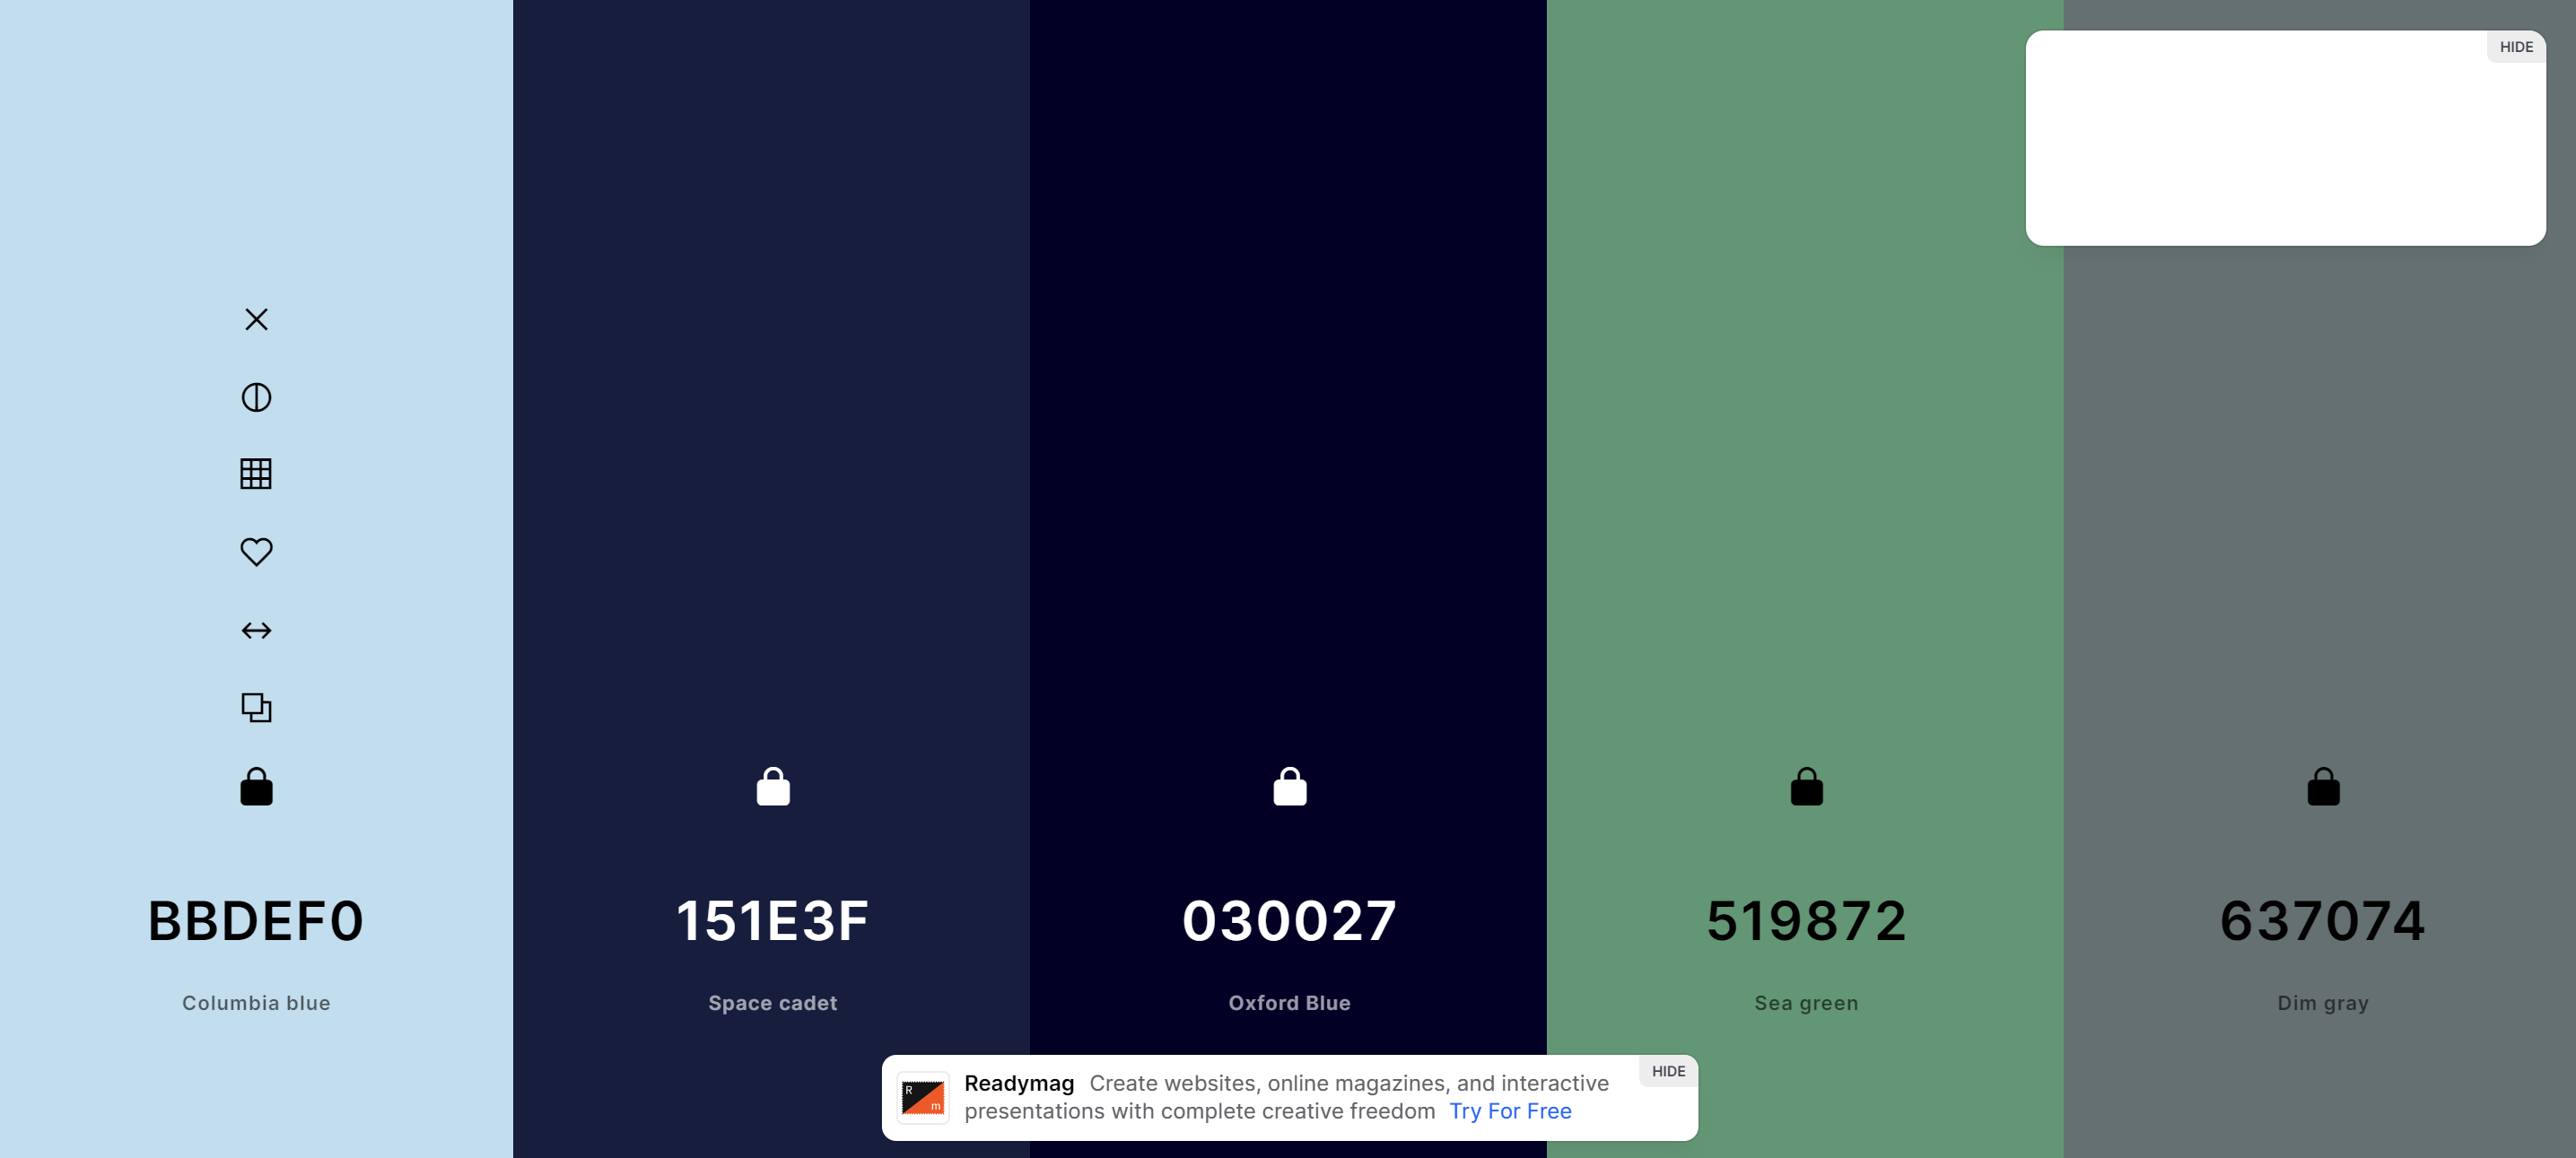 HIDE
BBDEF0
151E3F
030027
519872
637074
Columbia blue
Space cadet
Oxford Blue
Sea green
Dim gray
HIDE
R
m
Readymag Create websites, online magazines, and interactive
presentations with complete creative freedom Try For Free